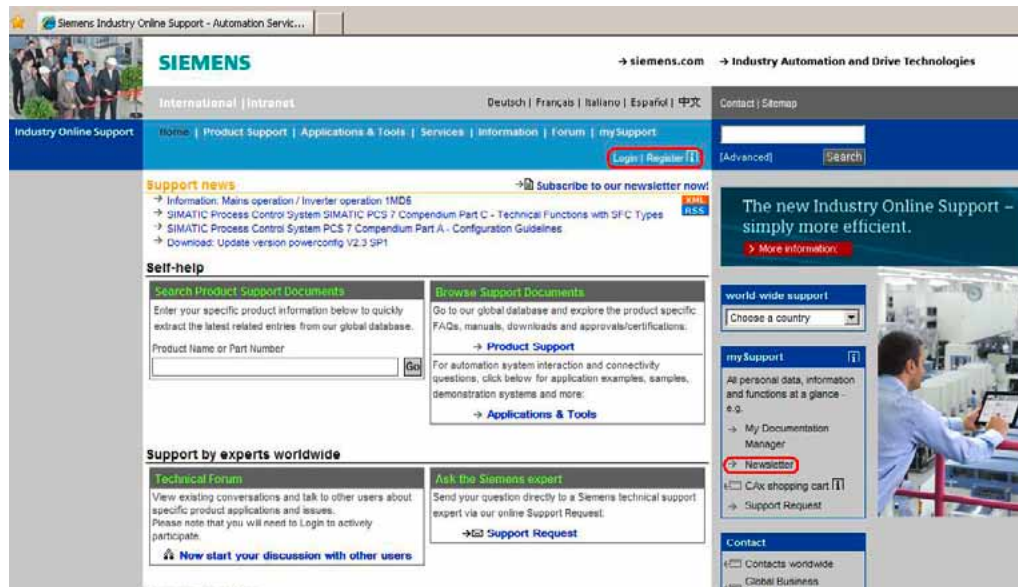 Siemens Industry Online Support - Automation Servic...
SIEMENS
→ siemens.com
→ Industry Automation and Drive Technologies
International | Intranet
Deutsch | Français | Italiano | Español | 中文
Contact | Sitemap
Industry Online Support
Home | Product Support | Applications & Tools | Services | Information | Forum | mySupport
Login | Register
[Advanced]
Search
Support news
→ Subscribe to our newsletter now!
XML
RSS
→ Information: Mains operation / Inverter operation 1MD5
→ SIMATIC Process Control System SIMATIC PCS 7 Compendium Part C - Technical Functions with SFC Types
→ SIMATIC Process Control System PCS 7 Compendium Part A - Configuration Guidelines
→ Download: Update version powerconfig V2.3 SP1
Self-help
Search Product Support Documents
Enter your specific product information below to quickly
extract the latest related entries from our global database.
Product Name or Part Number
Go
Browse Support Documents
Go to our global database and explore the product specific
FAQs, manuals, downloads and approvals/certifications:
→ Product Support
For automation system interaction and connectivity
questions, click below for application examples, samples,
demonstration systems and more:
→ Applications & Tools
Support by experts worldwide
Technical Forum
View existing conversations and talk to other users about
specific product applications and issues.
Please note that you will need to Login to actively
participate.
Now start your discussion with other users
Ask the Siemens expert
Send your question directly to a Siemens technical support
expert via our online Support Request:
→ Support Request
The new Industry Online Support –
simply more efficient.
> More information:
world wide support
Choose a country
mySupport
All personal data, information
and functions at a glance -
e.g.
→ My Documentation
Manager
→ Newsletter
CAx shopping cart
→ Support Request
Contact
Contacts worldwide
Global Business